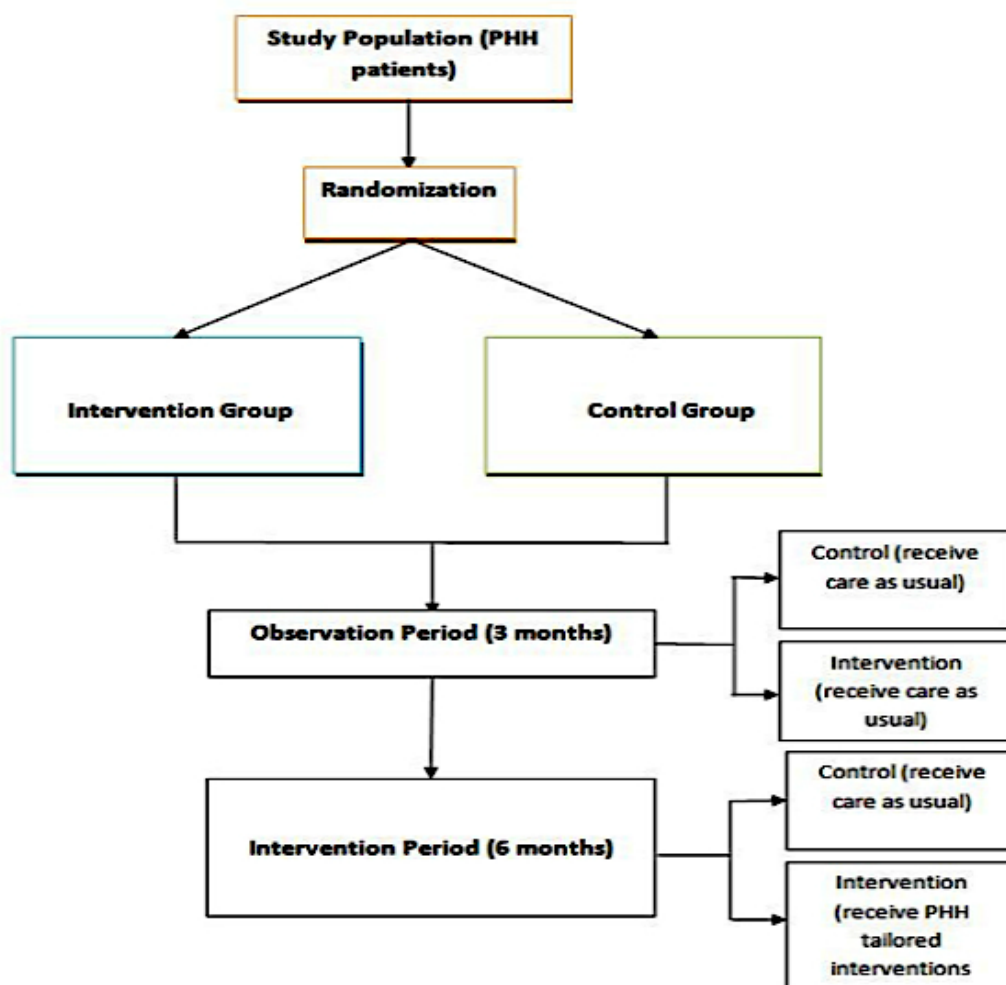 Study Population (PHH
patients)
Randomization
Intervention Group
Control Group
Observation Period (3 months)
Control (receive
care as usual)
Intervention
(receive care as
usual)
Intervention Period (6 months)
Control (receive
care as usual)
Intervention
(receive PHH
tailored
interventions